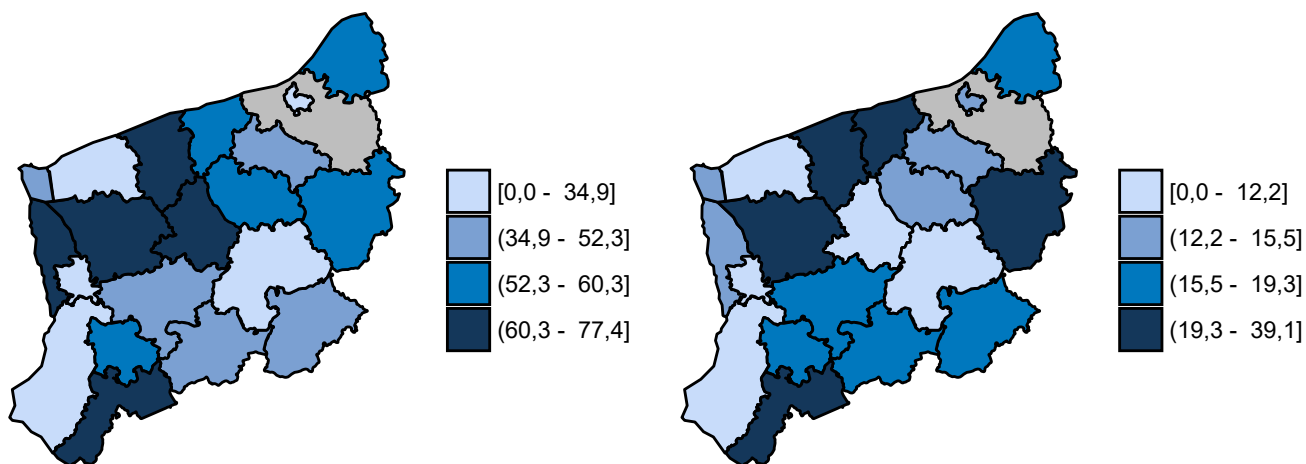 [0,0 - 34,9]
(34,9 - 52,3]
(52,3 - 60,3]
(60,3 - 77,4]
[0,0 - 12,2]
(12,2 - 15,5]
(15,5 - 19,3]
(19,3 - 39,1]